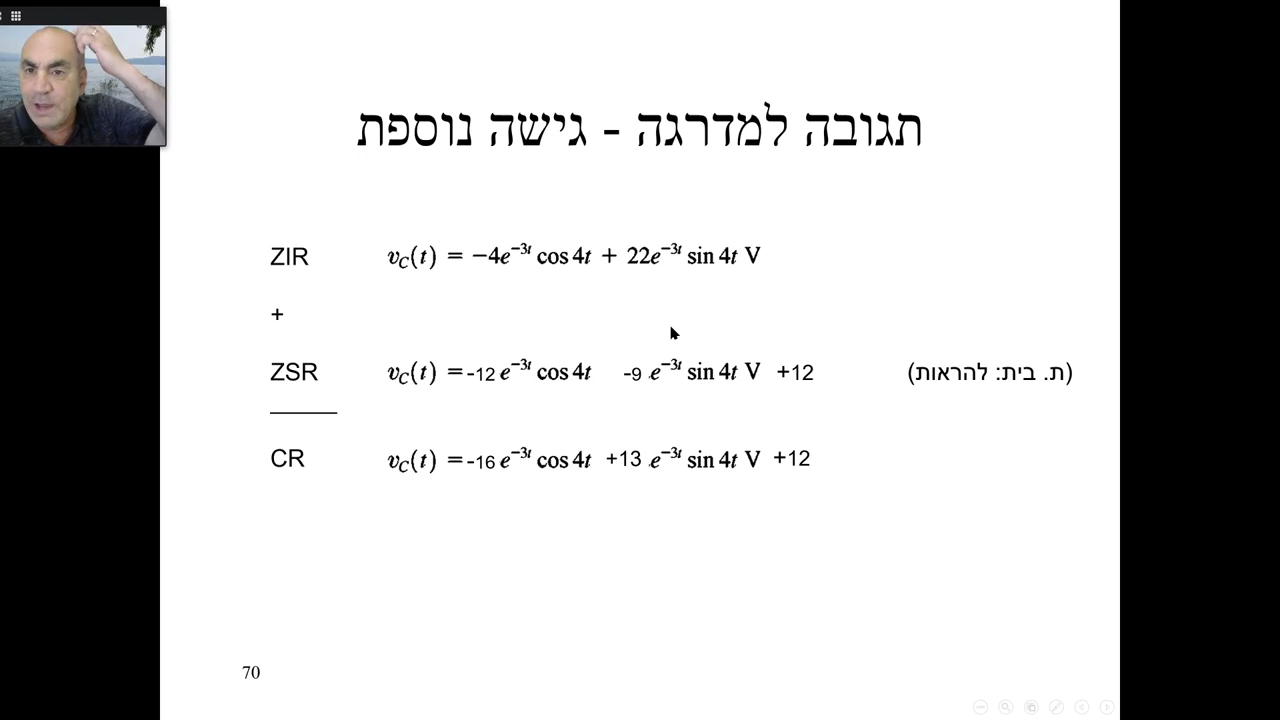 תגובה למדרגה - גישה נוספת
ZIR v_C(t) = −4e^{−3t} cos 4t + 22e^{−3t} sin 4t V
+
ZSR v_C(t) = -12 e^{−3t} cos 4t -9 e^{−3t} sin 4t V +12 (ת. בית: להראות)
CR v_C(t) = -16 e^{−3t} cos 4t +13 e^{−3t} sin 4t V +12
70